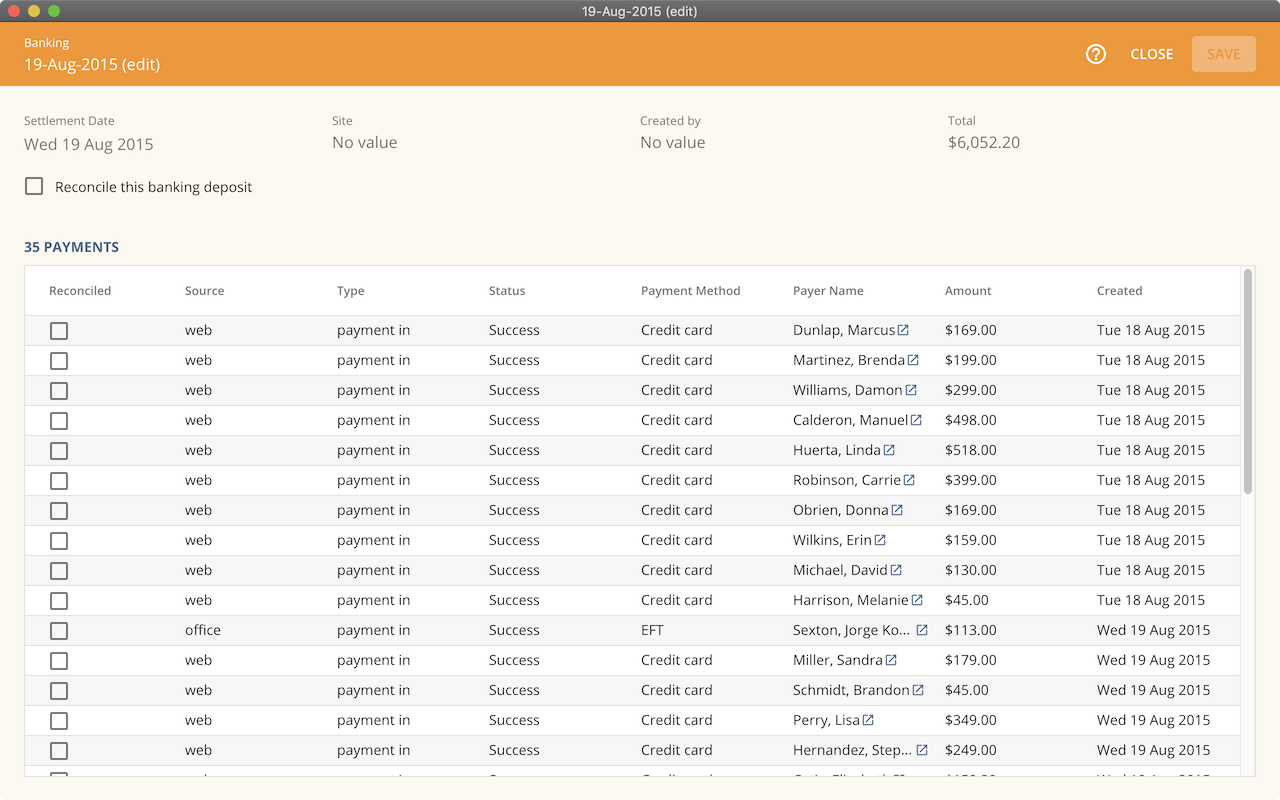 19-Aug-2015 (edit)
Banking
19-Aug-2015 (edit)
CLOSE SAVE
Settlement Date Site Created by Total
Wed 19 Aug 2015 No value No value $6,052.20
Reconcile this banking deposit
35 PAYMENTS
Reconciled Source Type Status Payment Method Payer Name Amount Created
web payment in Success Credit card Dunlap, Marcus $169.00 Tue 18 Aug 2015
web payment in Success Credit card Martinez, Brenda $199.00 Tue 18 Aug 2015
web payment in Success Credit card Williams, Damon $299.00 Tue 18 Aug 2015
web payment in Success Credit card Calderon, Manuel $498.00 Tue 18 Aug 2015
web payment in Success Credit card Huerta, Linda $518.00 Tue 18 Aug 2015
web payment in Success Credit card Robinson, Carrie $399.00 Tue 18 Aug 2015
web payment in Success Credit card Obrien, Donna $169.00 Tue 18 Aug 2015
web payment in Success Credit card Wilkins, Erin $159.00 Tue 18 Aug 2015
web payment in Success Credit card Michael, David $130.00 Tue 18 Aug 2015
web payment in Success Credit card Harrison, Melanie $45.00 Tue 18 Aug 2015
office payment in Success EFT Sexton, Jorge Ko... $113.00 Wed 19 Aug 2015
web payment in Success Credit card Miller, Sandra $179.00 Wed 19 Aug 2015
web payment in Success Credit card Schmidt, Brandon $45.00 Wed 19 Aug 2015
web payment in Success Credit card Perry, Lisa $349.00 Wed 19 Aug 2015
web payment in Success Credit card Hernandez, Step... $249.00 Wed 19 Aug 2015